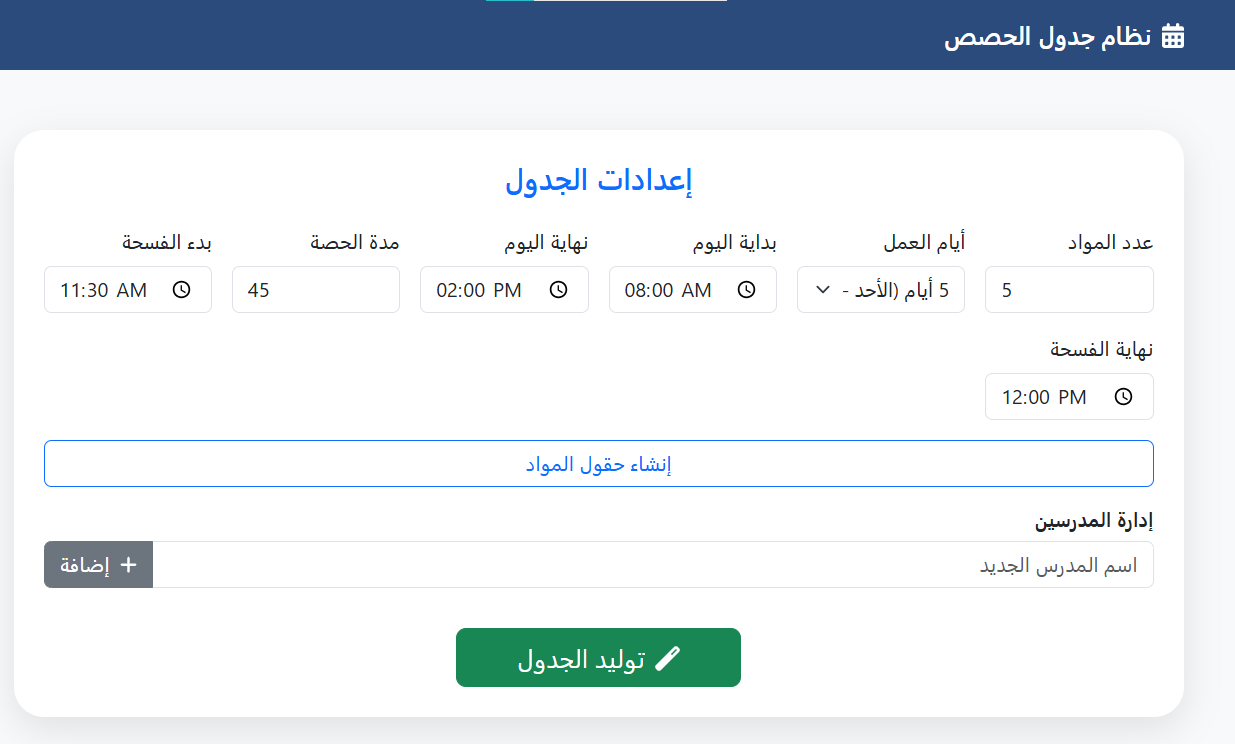 نظام جدول الحصص
إعدادات الجدول
عدد المواد
5
أيام العمل
5 أيام (الأحد -
بداية اليوم
08:00 AM
نهاية اليوم
02:00 PM
مدة الحصة
45
بدء الفسحة
11:30 AM
نهاية الفسحة
12:00 PM
إنشاء حقول المواد
إدارة المدرسين
اسم المدرس الجديد
إضافة
توليد الجدول